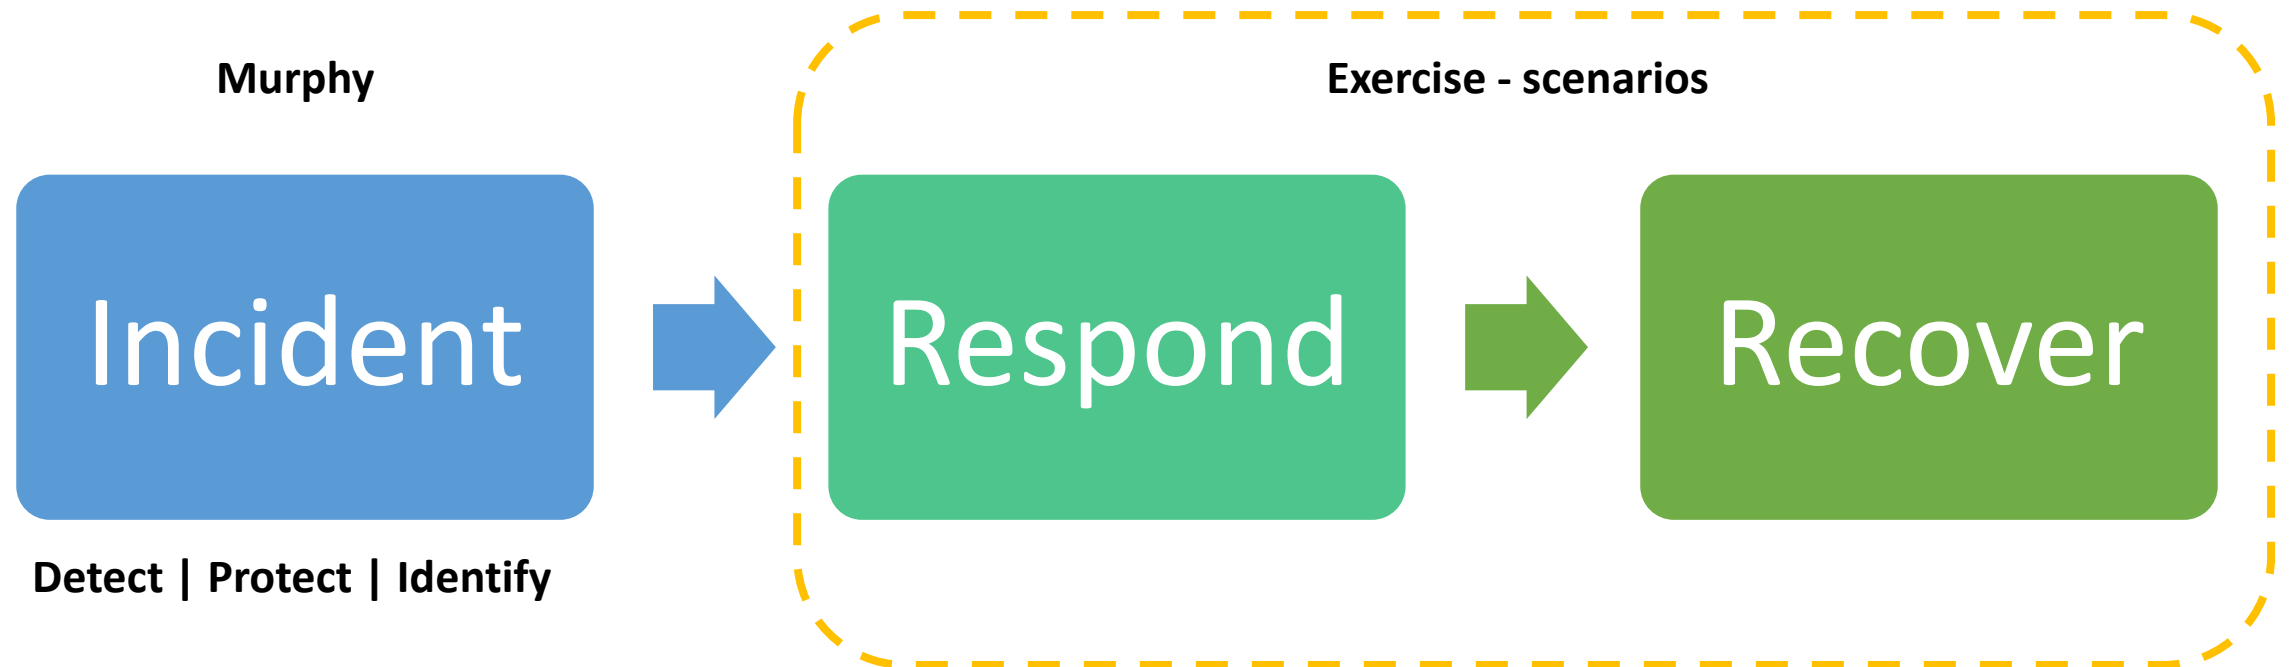 Murphy
Exercise - scenarios
Incident
Respond
Recover
Detect | Protect | Identify